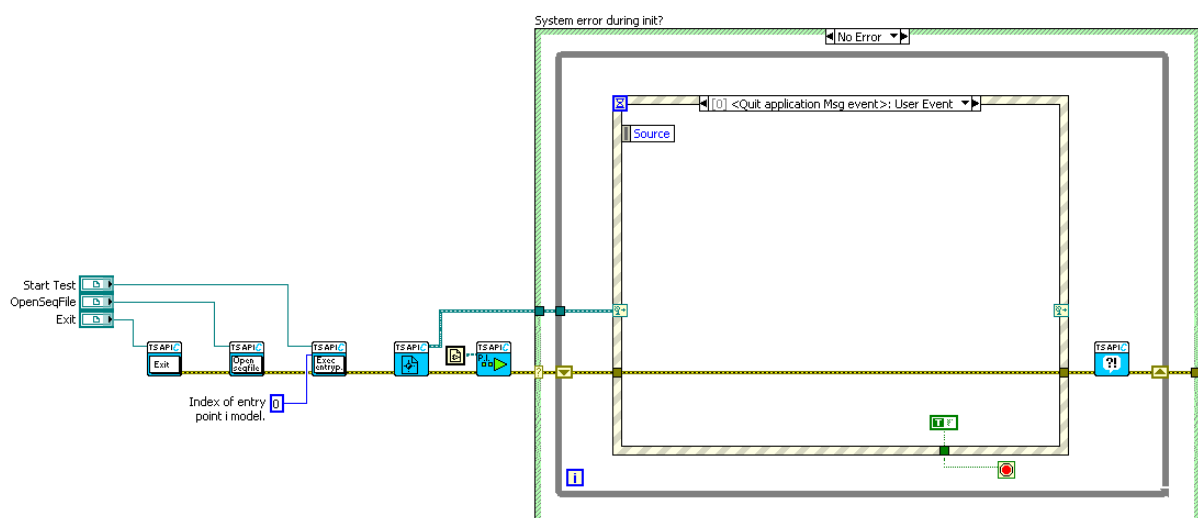 System error during init?
No Error
[0] <Quit application Msg event>: User Event
Source
Start Test
OpenSeqFile
Exit
TS API C
Exit
TS API C
Open
seqfile
TS API C
Exec
entryp.
TS API C
TS API C
P.I.
TS API C
?!
?
Index of entry
point i model.
0
T F
i